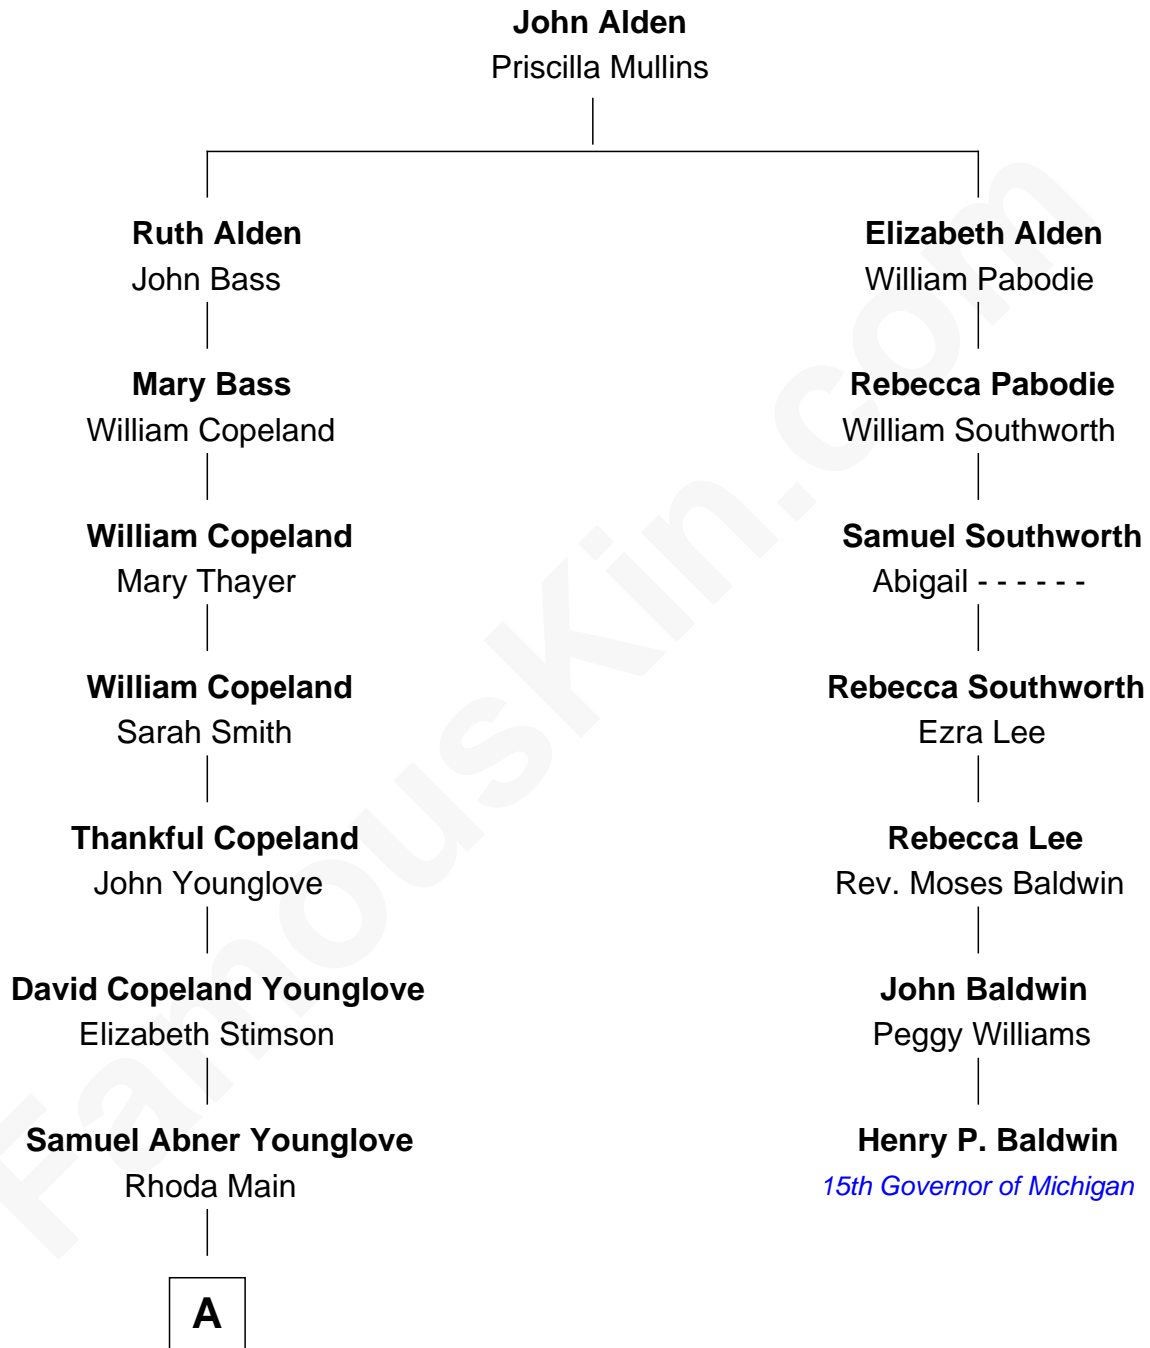 John Alden
Priscilla Mullins
Ruth Alden
John Bass
Elizabeth Alden
William Pabodie
Mary Bass
William Copeland
Rebecca Pabodie
William Southworth
William Copeland
Mary Thayer
Samuel Southworth
Abigail - - - - - -
William Copeland
Sarah Smith
Rebecca Southworth
Ezra Lee
Thankful Copeland
John Younglove
Rebecca Lee
Rev. Moses Baldwin
David Copeland Younglove
Elizabeth Stimson
John Baldwin
Peggy Williams
Samuel Abner Younglove
Rhoda Main
Henry P. Baldwin
15th Governor of Michigan
A
FamousKin.com